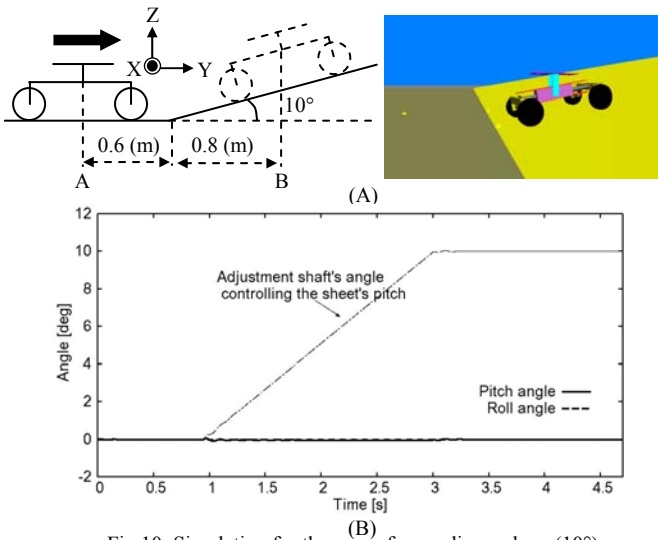 Z
X
Y
10°
0.6 (m)
0.8 (m)
A
B
(A)
12
10
8
6
4
2
0
-2
Angle [deg]
Adjustment shaft's angle
controlling the sheet's pitch
Pitch angle
Roll angle
0
0.5
1
1.5
2
2.5
3
3.5
4
4.5
Time [s]
(B)